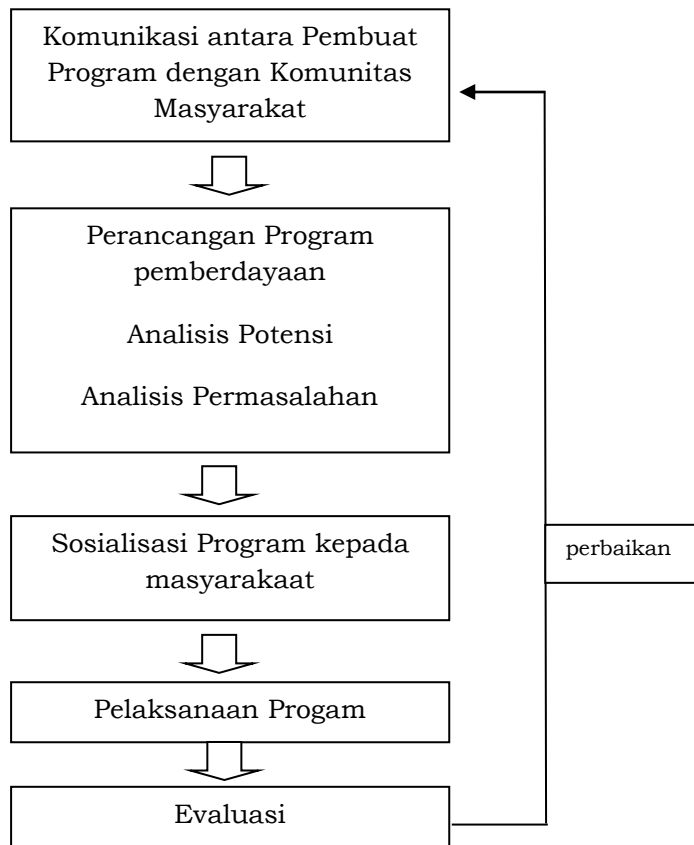 Komunikasi antara Pembuat
Program dengan Komunitas
Masyarakat
Perancangan Program
pemberdayaan
Analisis Potensi
Analisis Permasalahan
Sosialisasi Program kepada
masyarakaat
perbaikan
Pelaksanaan Progam
Evaluasi